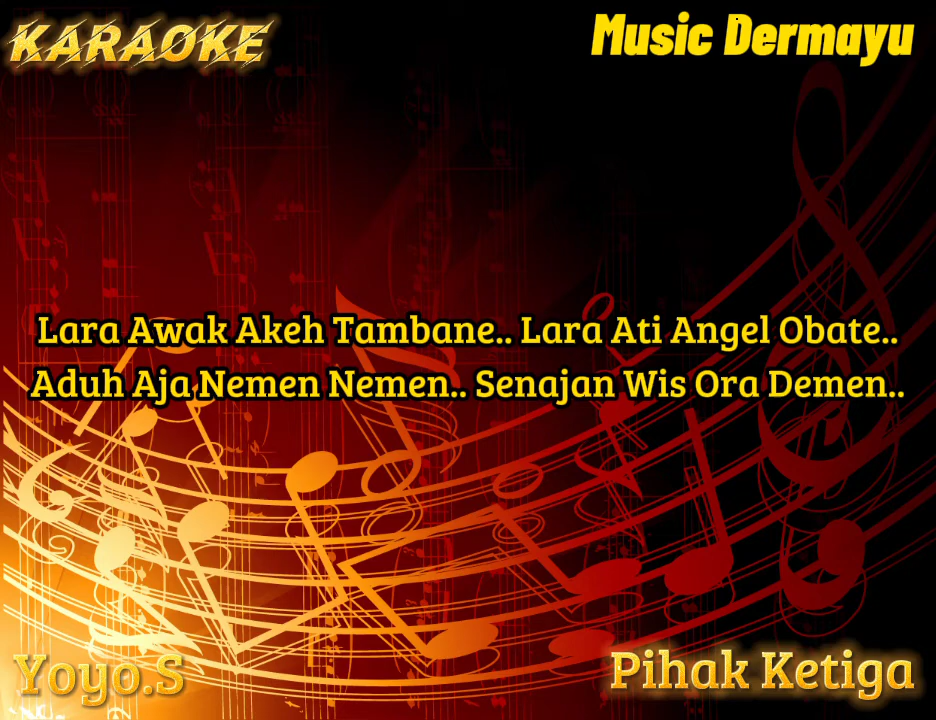 KARAOKE
Music Dermayu
Lara Awak Akeh Tambane.. Lara Ati Angel Obate..
Aduh Aja Nemen Nemen.. Senajan Wis Ora Demen..
Yoyo.S
Pihak Ketiga